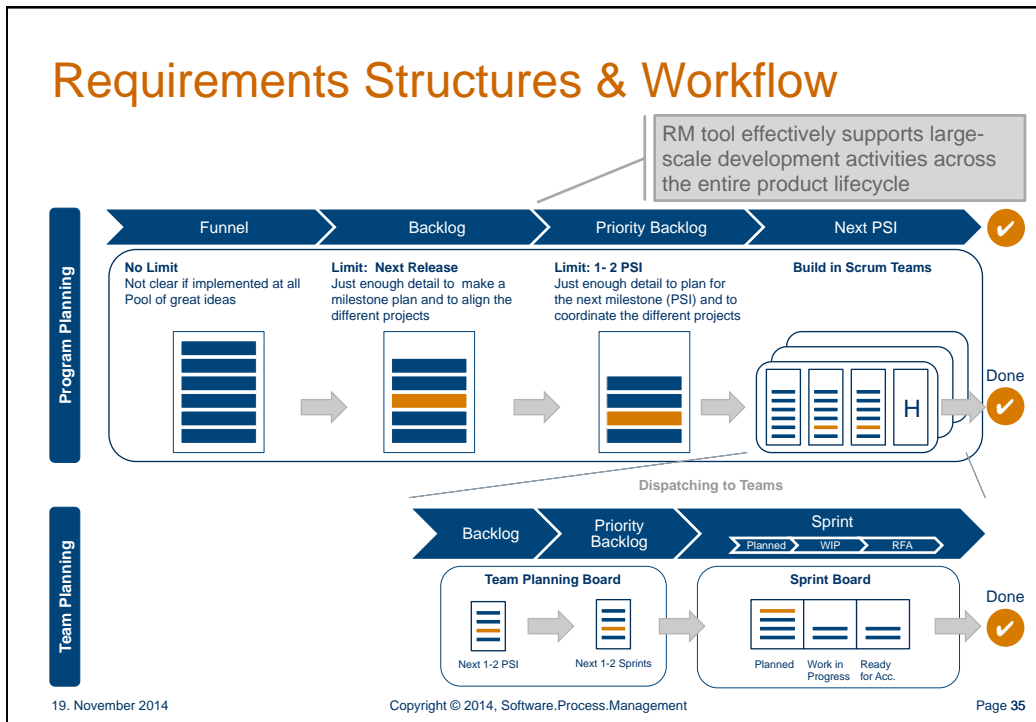 Requirements Structures & Workflow
RM tool effectively supports large-
scale development activities across
the entire product lifecycle
Program Planning
Funnel
Backlog
Priority Backlog
Next PSI
No Limit
Not clear if implemented at all
Pool of great ideas
Limit:  Next Release
Just enough detail to  make a
milestone plan and to align the
different projects
Limit: 1- 2 PSI
Just enough detail to plan for
the next milestone (PSI) and to
coordinate the different projects
Build in Scrum Teams
H
Done
Dispatching to Teams
Team Planning
Backlog
Priority
Backlog
Sprint
Planned
WIP
RFA
Team Planning Board
Next 1-2 PSI
Next 1-2 Sprints
Sprint Board
Planned
Work in
Progress
Ready
for Acc.
Done
19. November 2014
Copyright © 2014, Software.Process.Management
Page 35